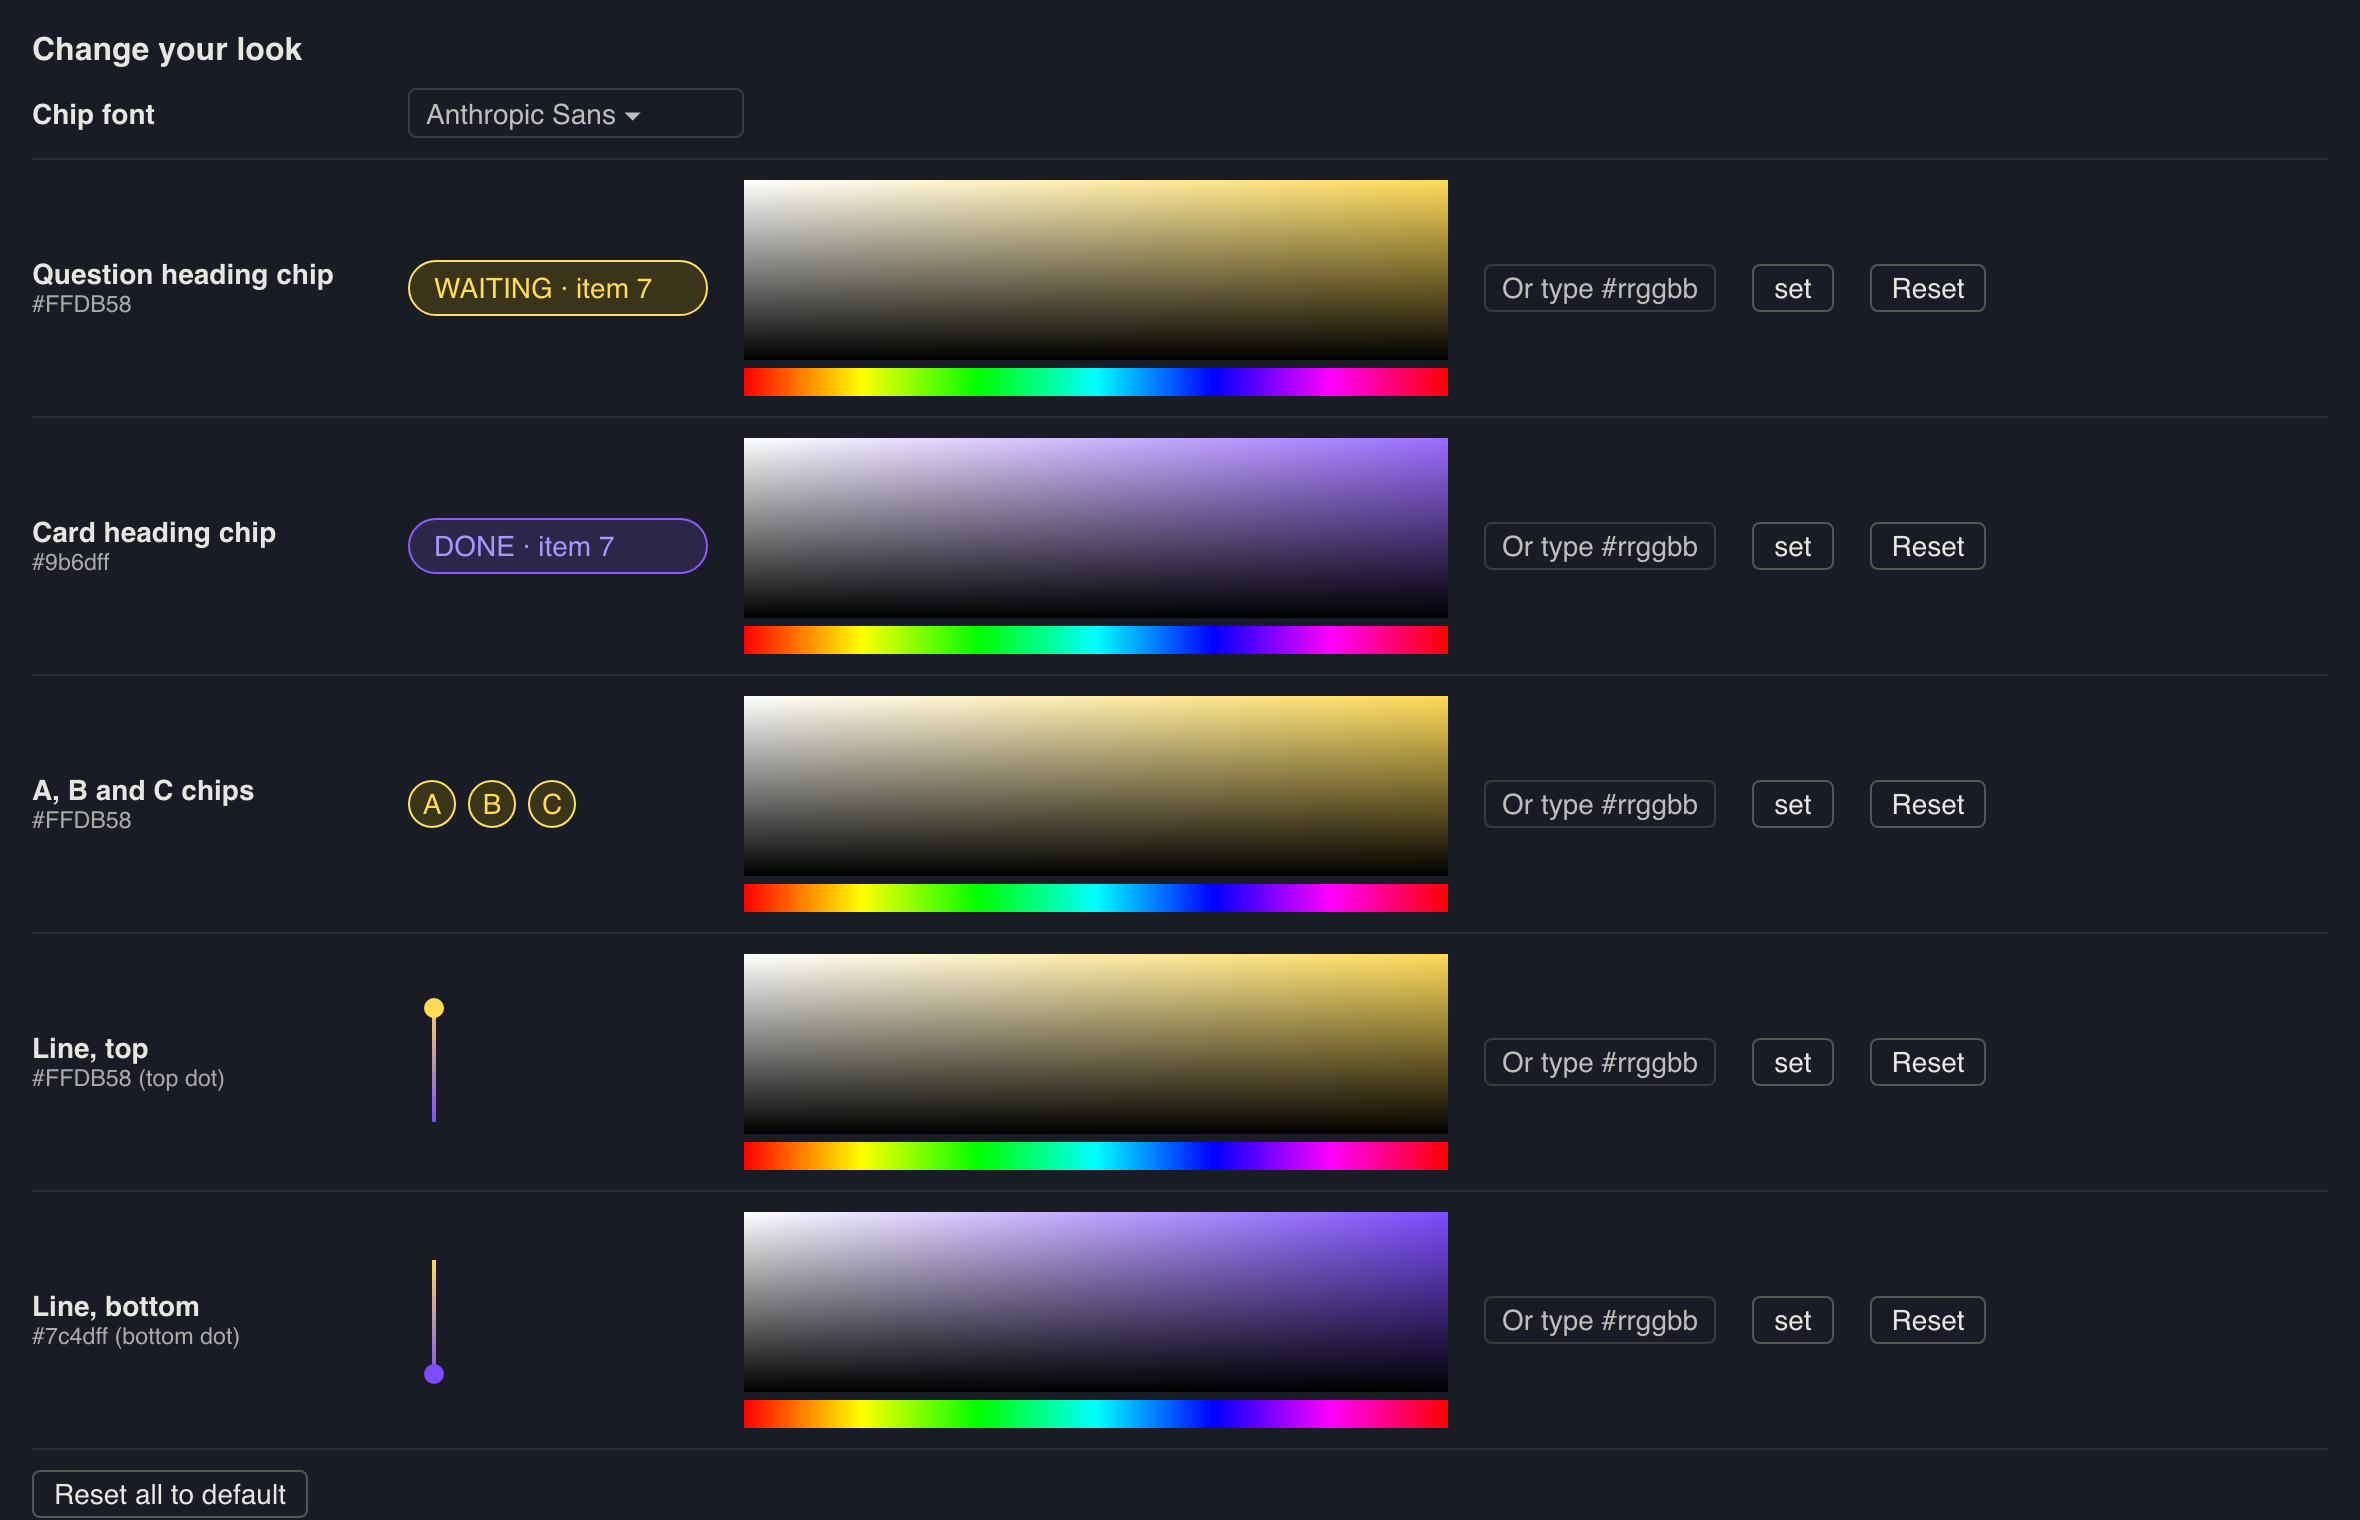 Change your look
Chip font
Anthropic Sans
Question heading chip
#FFDB58
WAITING · item 7
Or type #rrggbb
set
Reset
Card heading chip
#9b6dff
DONE · item 7
Or type #rrggbb
set
Reset
A, B and C chips
#FFDB58
A B C
Or type #rrggbb
set
Reset
Line, top
#FFDB58 (top dot)
Or type #rrggbb
set
Reset
Line, bottom
#7c4dff (bottom dot)
Or type #rrggbb
set
Reset
Reset all to default